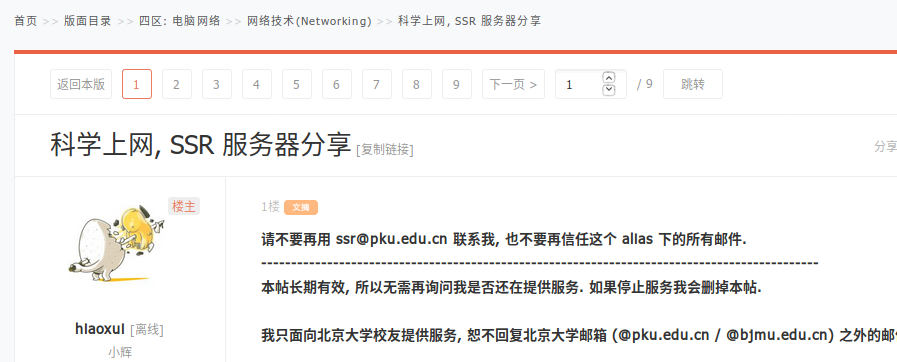 首页 >> 版面目录 >> 四区: 电脑网络 >> 网络技术(Networking) >> 科学上网, SSR 服务器分享
返回本版 1 2 3 4 5 6 7 8 9 下一页 > 1 / 9 跳转
科学上网, SSR 服务器分享 [复制链接] 分享
楼主
1楼 文摘
请不要再用 ssr@pku.edu.cn 联系我, 也不要再信任这个 alias 下的所有邮件.
本帖长期有效, 所以无需再询问我是否还在提供服务. 如果停止服务我会删掉本帖.
我只面向北京大学校友提供服务, 恕不回复北京大学邮箱 (@pku.edu.cn / @bjmu.edu.cn) 之外的邮
hiaoxui [离线]
小辉